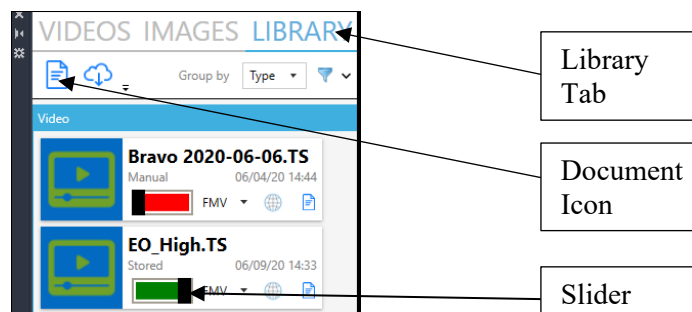 VIDEOS IMAGES LIBRARY
Group by Type
Video
Bravo 2020-06-06.TS
Manual 06/04/20 14:44
FMV
EO_High.TS
Stored 06/09/20 14:33
FMV
Library
Tab
Document
Icon
Slider